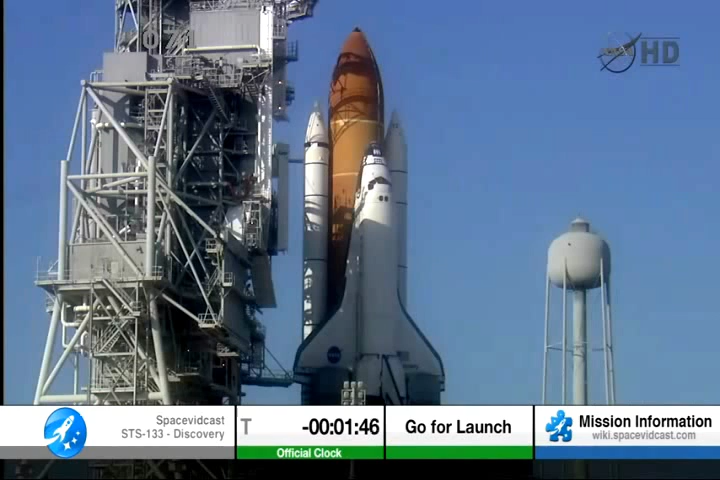 HD
Spacevidcast
STS-133 - Discovery
T -00:01:46
Official Clock
Go for Launch
Mission Information
wiki.spacevidcast.com